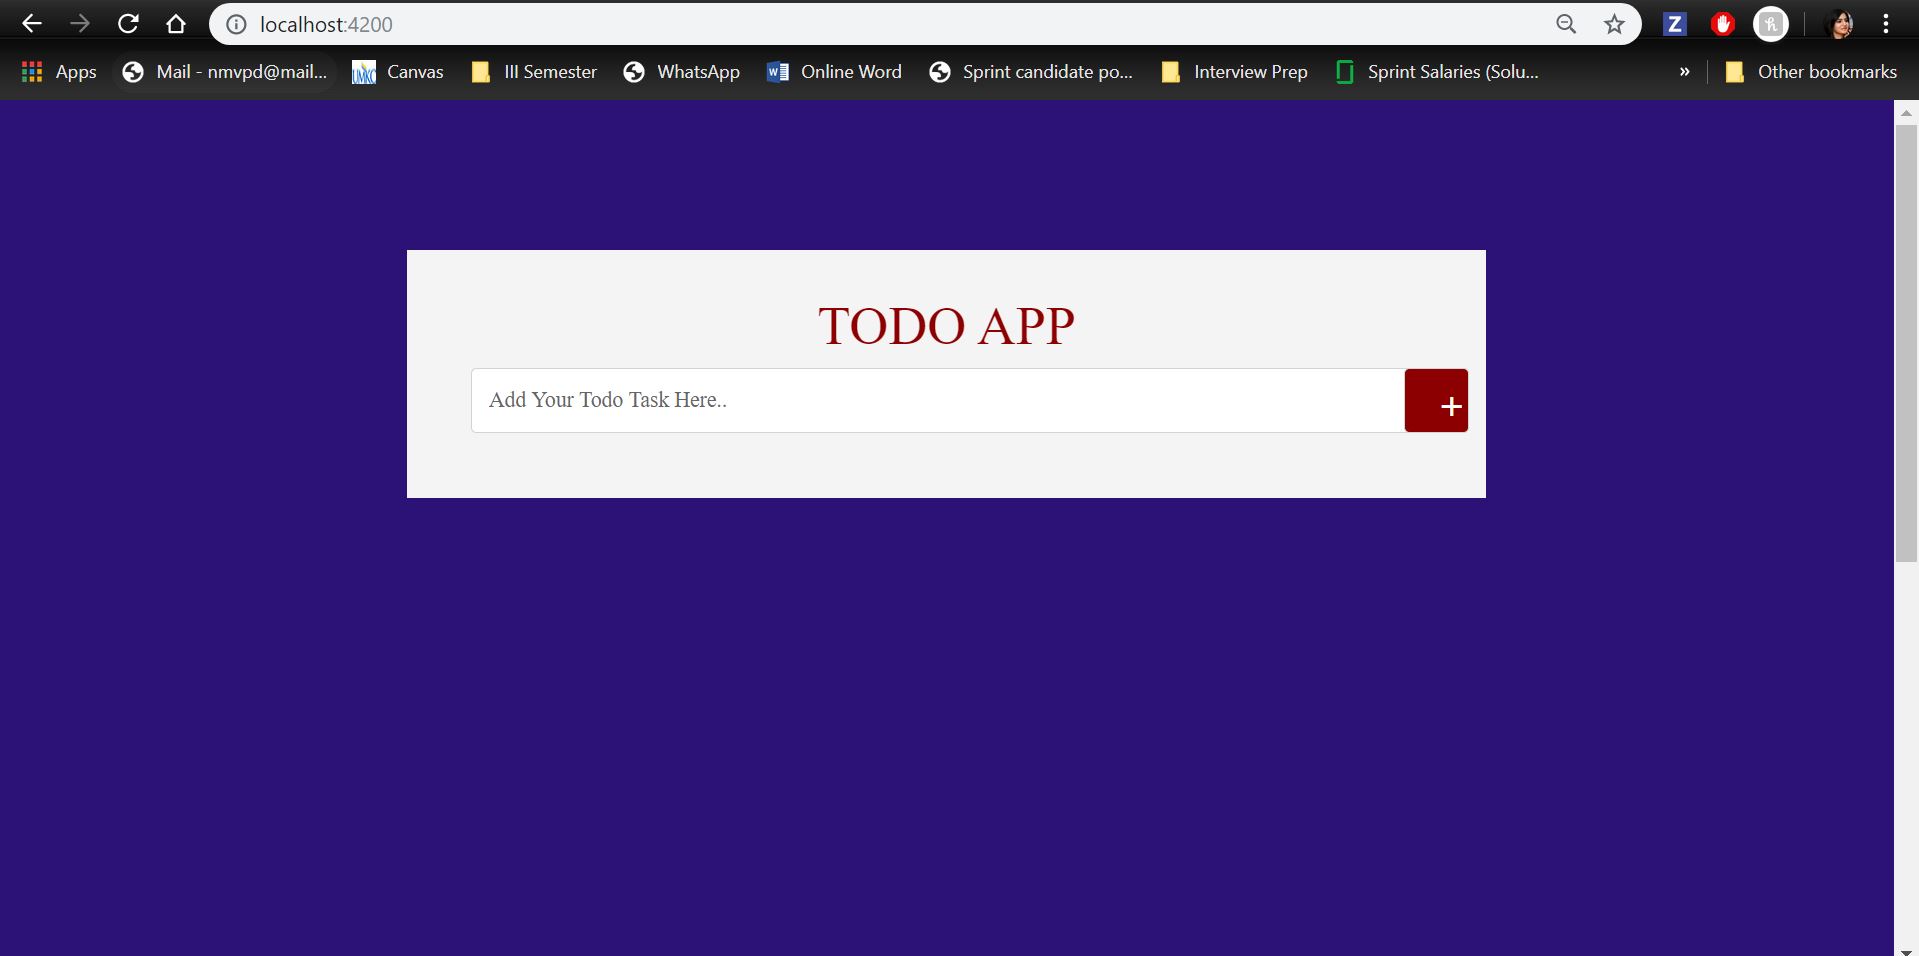 localhost:4200
Apps Mail - nmvpd@mail... UMKC Canvas III Semester WhatsApp W Online Word Sprint candidate po... Interview Prep Sprint Salaries (Solu... » Other bookmarks
TODO APP
Add Your Todo Task Here.. +